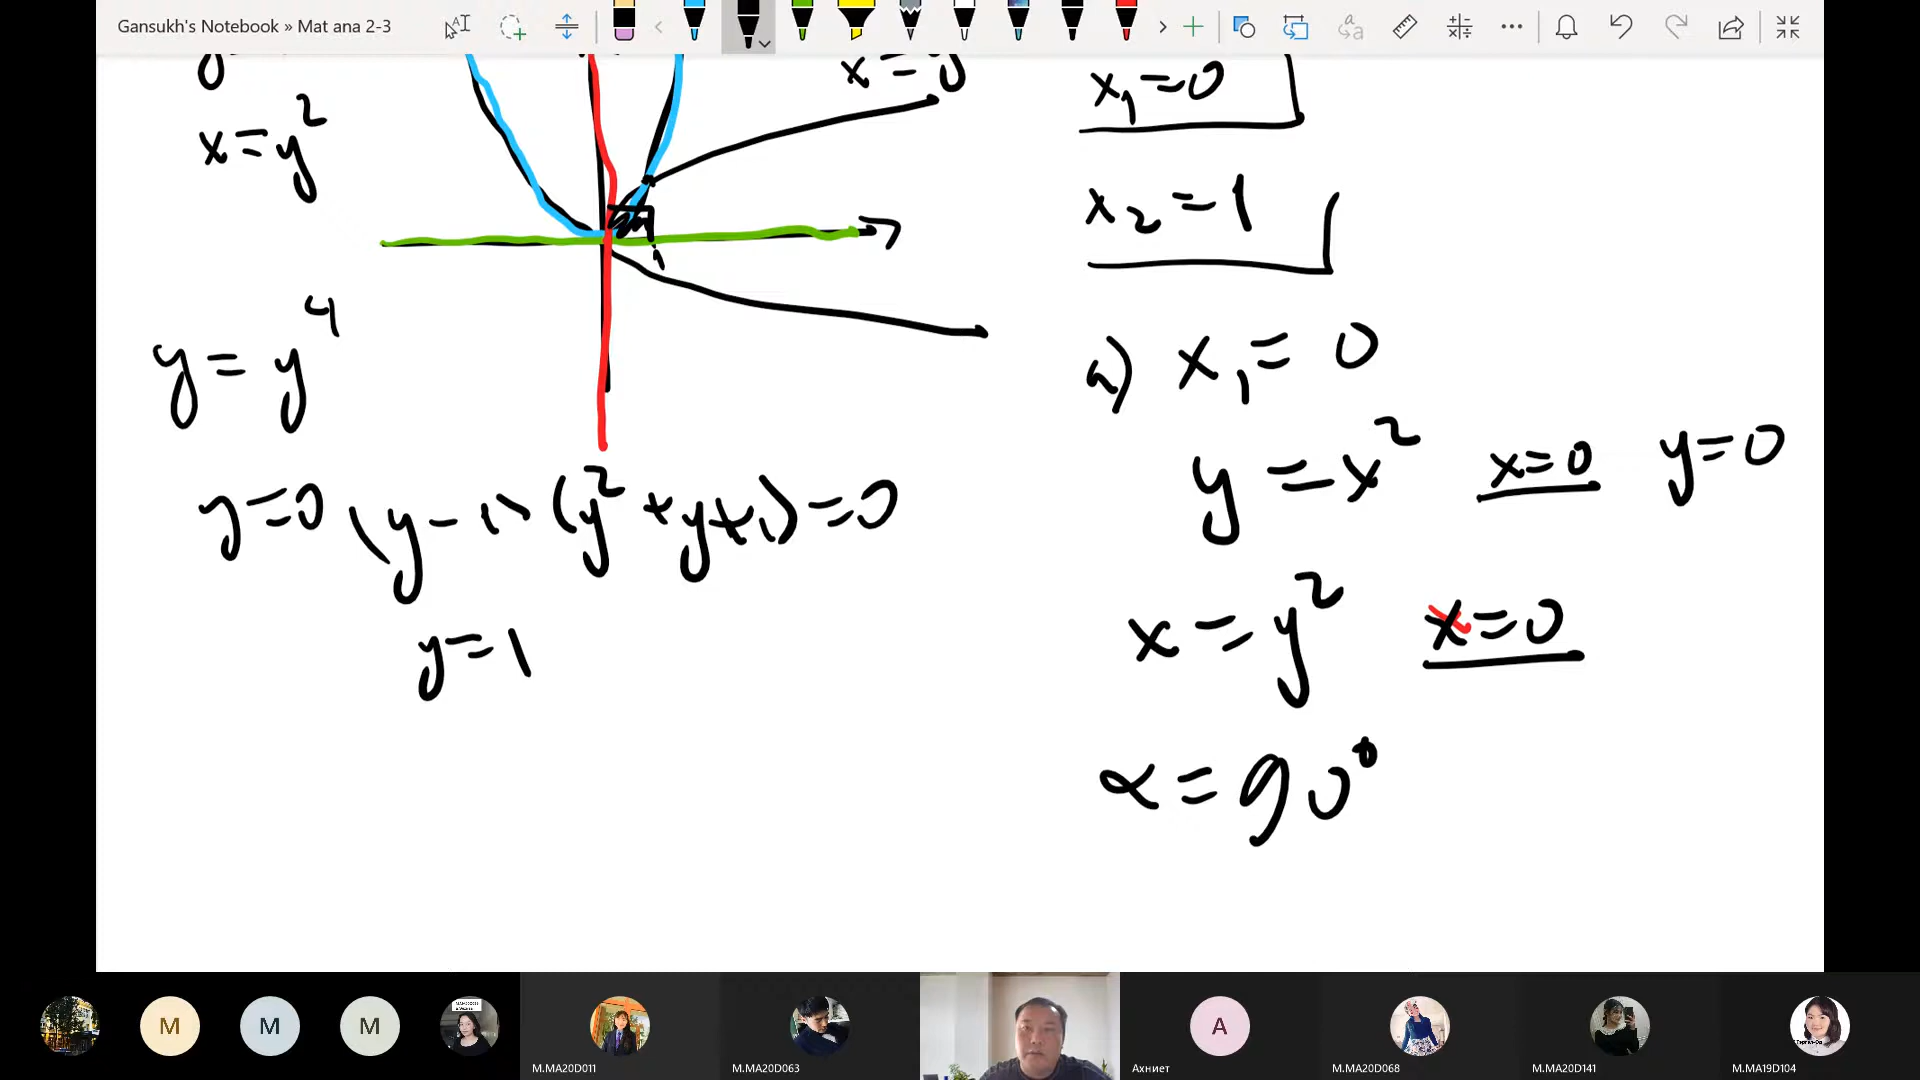 Gansukh's Notebook » Mat ana 2-3
x = y²
y = y⁴
y=0 (y-1) (y²+y+1)=0
y=1
x₁=0
x₂=1
a) x₁=0
y=x² x=0 y=0
x=y² x=0
α=90°
M
M
M
A
M.MA20D011
M.MA20D063
Ахниет
M.MA20D068
M.MA20D141
M.MA19D104